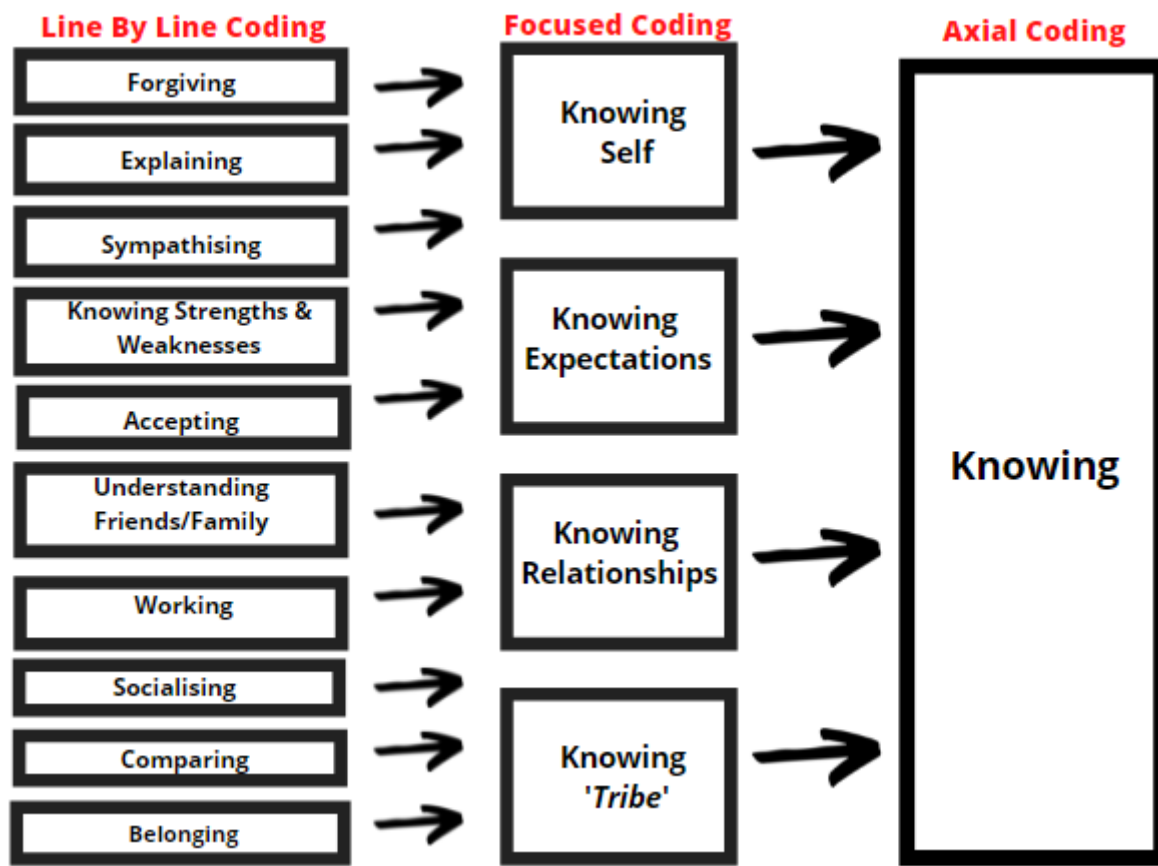 Line By Line Coding
Forgiving
Explaining
Sympathising
Knowing Strengths &
Weaknesses
Accepting
Understanding
Friends/Family
Working
Socialising
Comparing
Belonging
Focused Coding
Knowing
Self
Knowing
Expectations
Knowing
Relationships
Knowing
'Tribe'
Axial Coding
Knowing